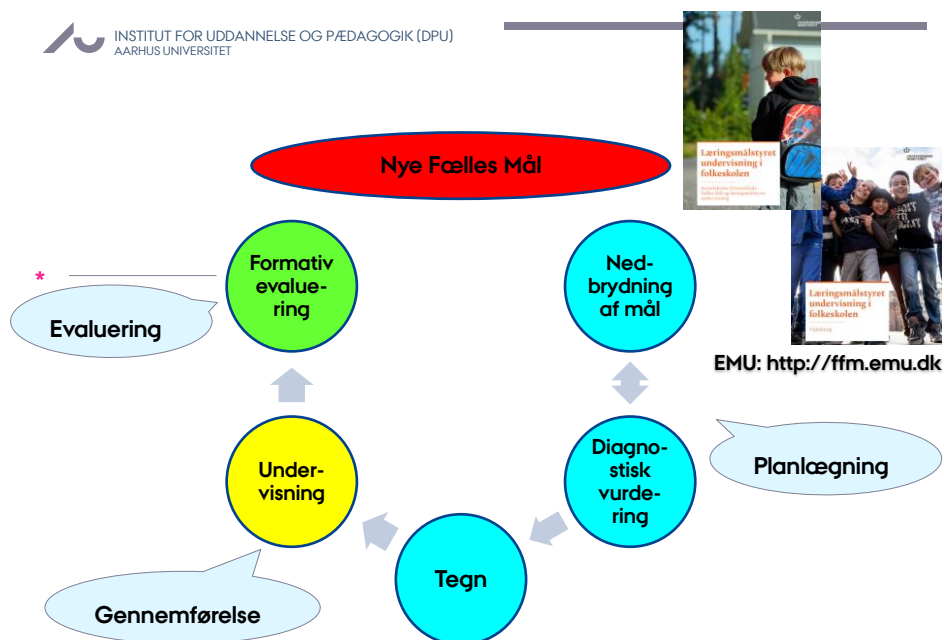 INSTITUT FOR UDDANNELSE OG PÆDAGOGIK (DPU)
AARHUS UNIVERSITET
Nye Fælles Mål
Læringsmålstyret
undervisning i
folkeskolen
Læringsmålstyret
undervisning i
folkeskolen
EMU: http://ffm.emu.dk
Formativ
evalue-
ring
Ned-
brydning
af mål
*
Evaluering
Under-
visning
Diagno-
stisk
vurde-
ring
Planlægning
Tegn
Gennemførelse